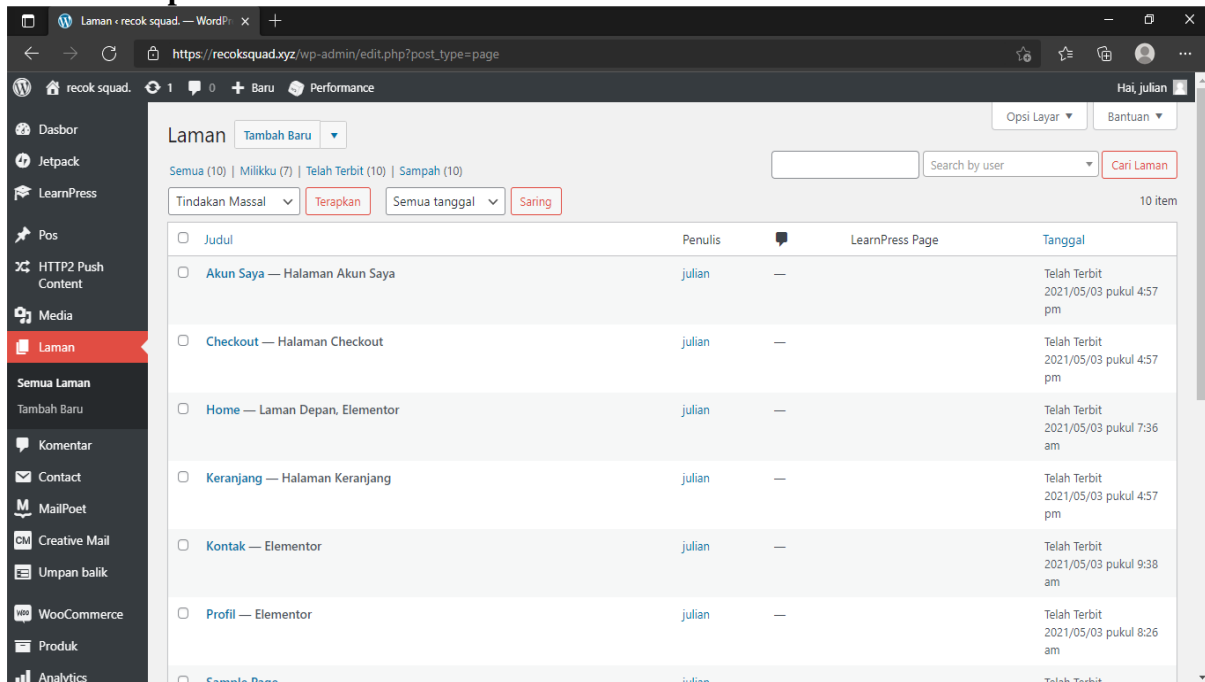 Laman ‹ recok squad. — WordPr
https://recoksquad.xyz/wp-admin/edit.php?post_type=page
recok squad. 1 0 + Baru Performance Hai, julian
Dasbor
Jetpack
LearnPress
Pos
HTTP2 Push
Content
Media
Laman
Semua Laman
Tambah Baru
Komentar
Contact
MailPoet
Creative Mail
Umpan balik
WooCommerce
Produk
Analytics
Opsi Layar ▼ Bantuan ▼
Laman Tambah Baru ▼
Semua (10) | Milikku (7) | Telah Terbit (10) | Sampah (10)
Search by user Cari Laman
Tindakan Massal Terapkan Semua tanggal Saring 10 item
Judul Penulis LearnPress Page Tanggal
Akun Saya — Halaman Akun Saya julian — Telah Terbit
2021/05/03 pukul 4:57
pm
Checkout — Halaman Checkout julian — Telah Terbit
2021/05/03 pukul 4:57
pm
Home — Laman Depan, Elementor julian — Telah Terbit
2021/05/03 pukul 7:36
am
Keranjang — Halaman Keranjang julian — Telah Terbit
2021/05/03 pukul 4:57
pm
Kontak — Elementor julian — Telah Terbit
2021/05/03 pukul 9:38
am
Profil — Elementor julian — Telah Terbit
2021/05/03 pukul 8:26
am
Sample Page julian Telah Terbit